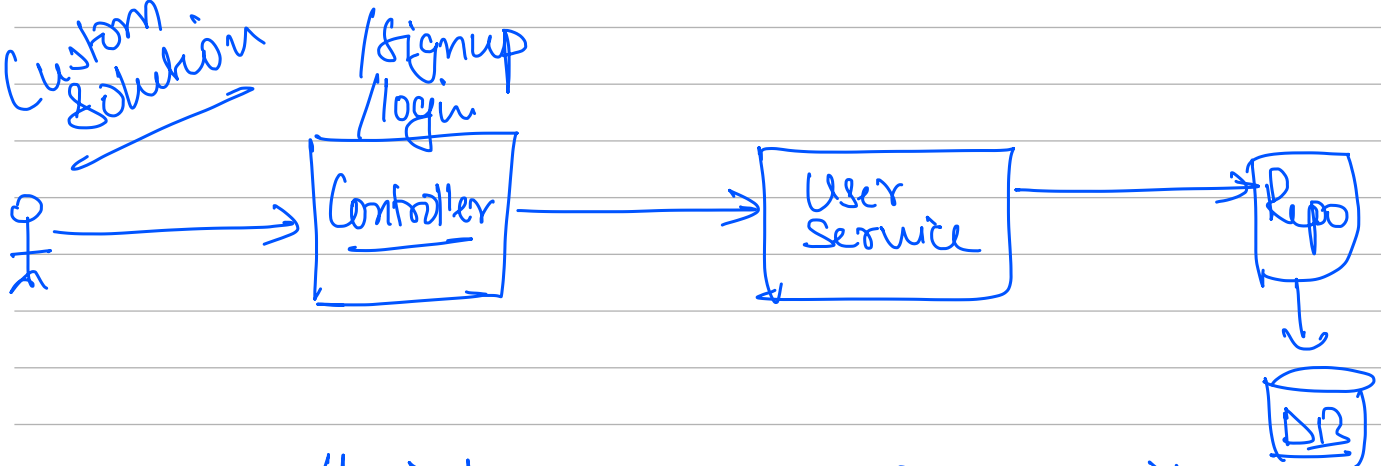 Custom
Solution
/signup
/login
Controller
User
Service
Repo
DB